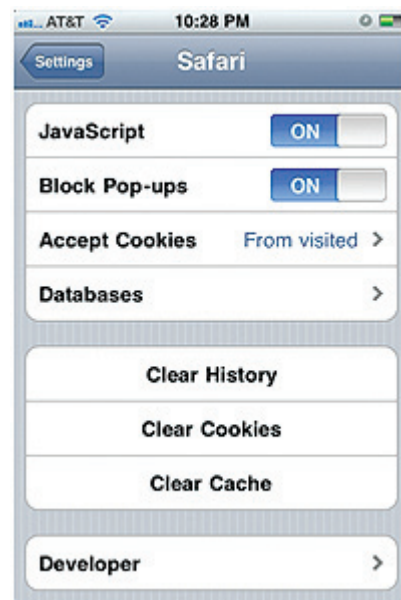 AT&T 10:28 PM
Settings Safari
JavaScript ON
Block Pop-ups ON
Accept Cookies From visited
Databases
Clear History
Clear Cookies
Clear Cache
Developer